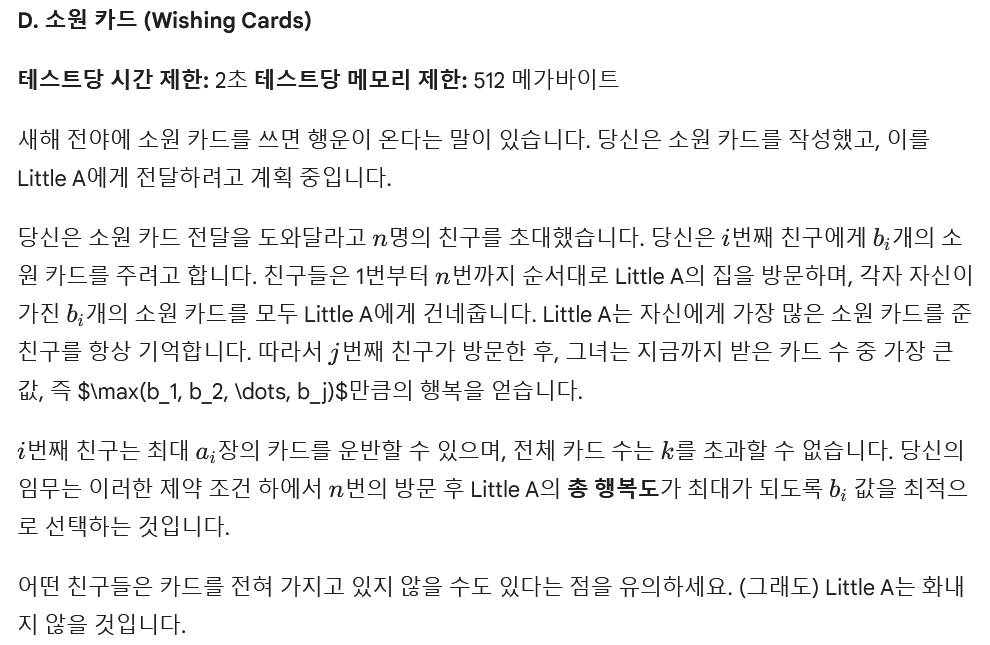 D. 소원 카드 (Wishing Cards)
테스트당 시간 제한: 2초 테스트당 메모리 제한: 512 메가바이트
새해 전야에 소원 카드를 쓰면 행운이 온다는 말이 있습니다. 당신은 소원 카드를 작성했고, 이를
Little A에게 전달하려고 계획 중입니다.
당신은 소원 카드 전달을 도와달라고 n명의 친구를 초대했습니다. 당신은 i번째 친구에게 b_i개의 소
원 카드를 주려고 합니다. 친구들은 1번부터 n번까지 순서대로 Little A의 집을 방문하며, 각자 자신이
가진 b_i개의 소원 카드를 모두 Little A에게 건네줍니다. Little A는 자신에게 가장 많은 소원 카드를 준
친구를 항상 기억합니다. 따라서 j번째 친구가 방문한 후, 그녀는 지금까지 받은 카드 수 중 가장 큰
값, 즉 $\max(b_1, b_2, \dots, b_j)$만큼의 행복을 얻습니다.
i번째 친구는 최대 a_i장의 카드를 운반할 수 있으며, 전체 카드 수는 k를 초과할 수 없습니다. 당신의
임무는 이러한 제약 조건 하에서 n번의 방문 후 Little A의 총 행복도가 최대가 되도록 b_i 값을 최적으
로 선택하는 것입니다.
어떤 친구들은 카드를 전혀 가지고 있지 않을 수도 있다는 점을 유의하세요. (그래도) Little A는 화내
지 않을 것입니다.